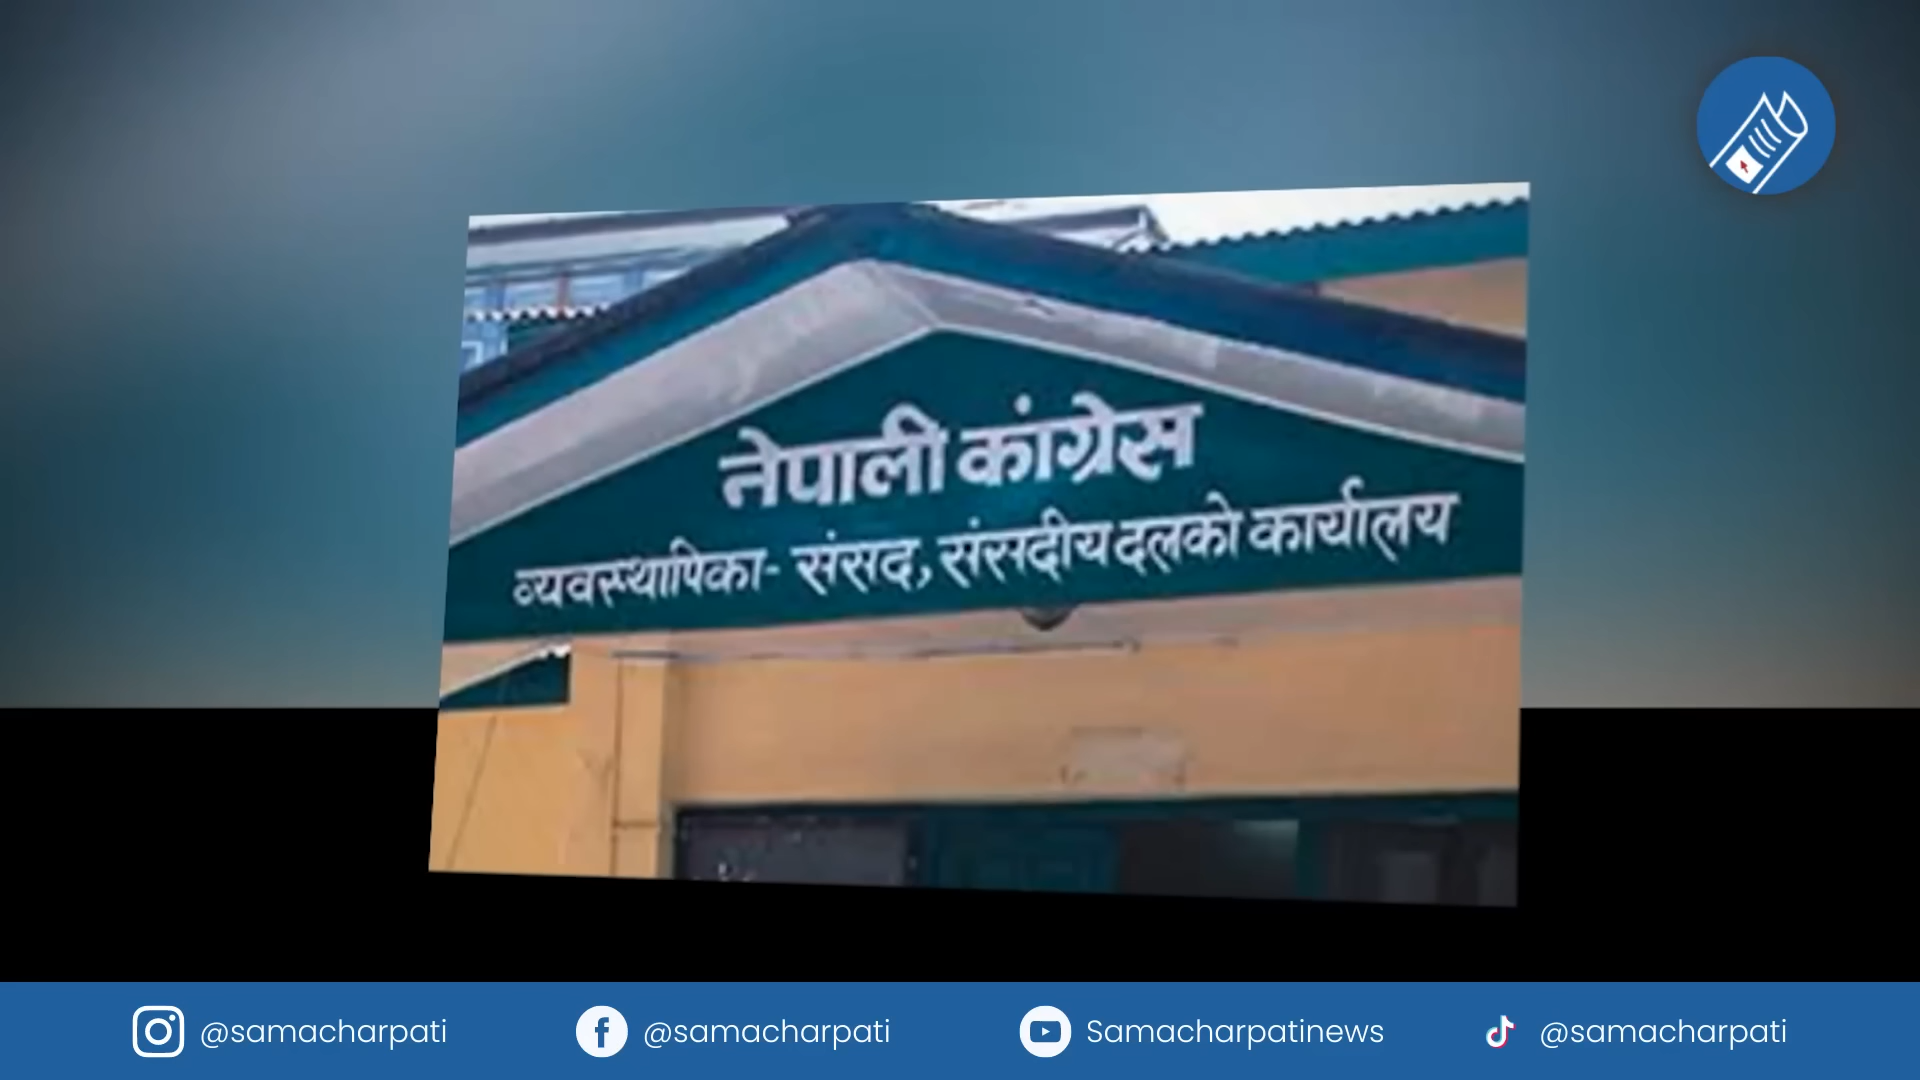 नेपाली कांग्रेस
व्यवस्थापिका- संसद, संसदीय दलको कार्यालय
@samacharpati
@samacharpati
Samacharpatinews
@samacharpati